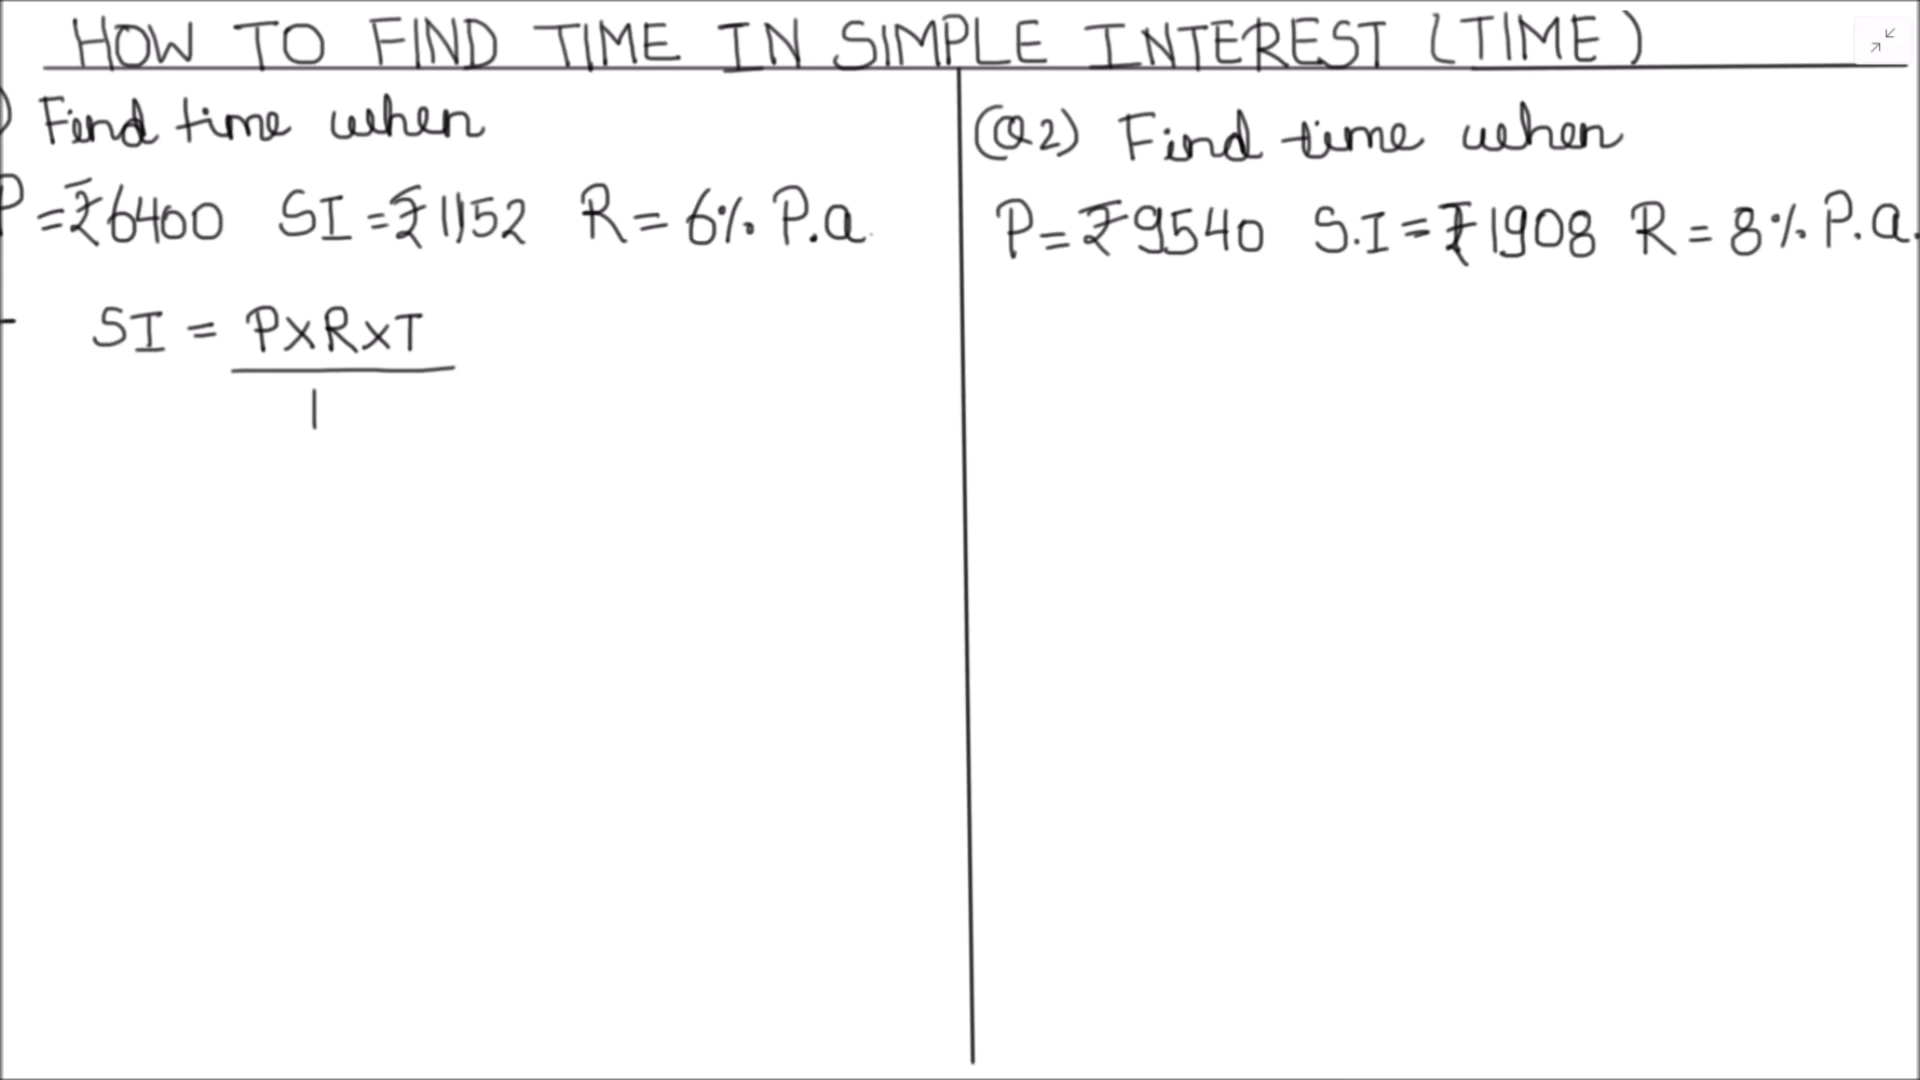 HOW TO FIND TIME IN SIMPLE INTEREST (TIME)
) Find time when
P = ₹6400 SI = ₹1152 R = 6% P.a
SI = PXRXT
1
(Q2) Find time when
P = ₹9540 S.I = ₹1908 R = 8% P.a.